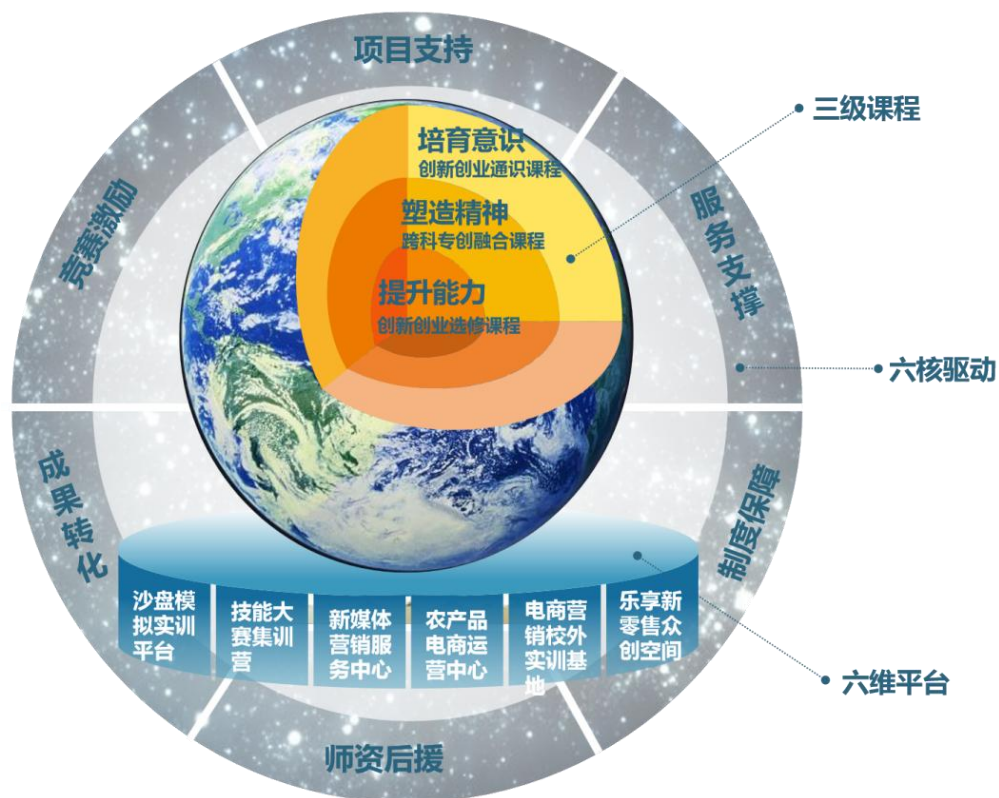 项目支持
三级课程
培育意识
创新创业通识课程
竞赛激励
服务支撑
塑造精神
跨科专创融合课程
提升能力
创新创业选修课程
六核驱动
成果转化
制度保障
沙盘模
拟实训
平台
技能大
赛集训
营
新媒体
营销服
务中心
农产品
电商运
营中心
电商营
销校外
实训基
地
乐享新
零售众
创空间
六维平台
师资后援